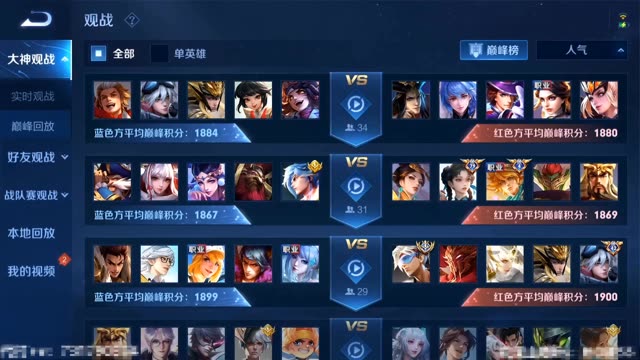 观战
?
大神观战
全部
单英雄
巅峰榜
人气
实时观战
巅峰回放
好友观战
战队赛观战
本地回放
我的视频
2
VS
职业
34
蓝色方平均巅峰积分：1884
红色方平均巅峰积分：1880
VS
职业
31
蓝色方平均巅峰积分：1867
红色方平均巅峰积分：1869
职业
VS
职业
29
蓝色方平均巅峰积分：1899
红色方平均巅峰积分：1900
VS